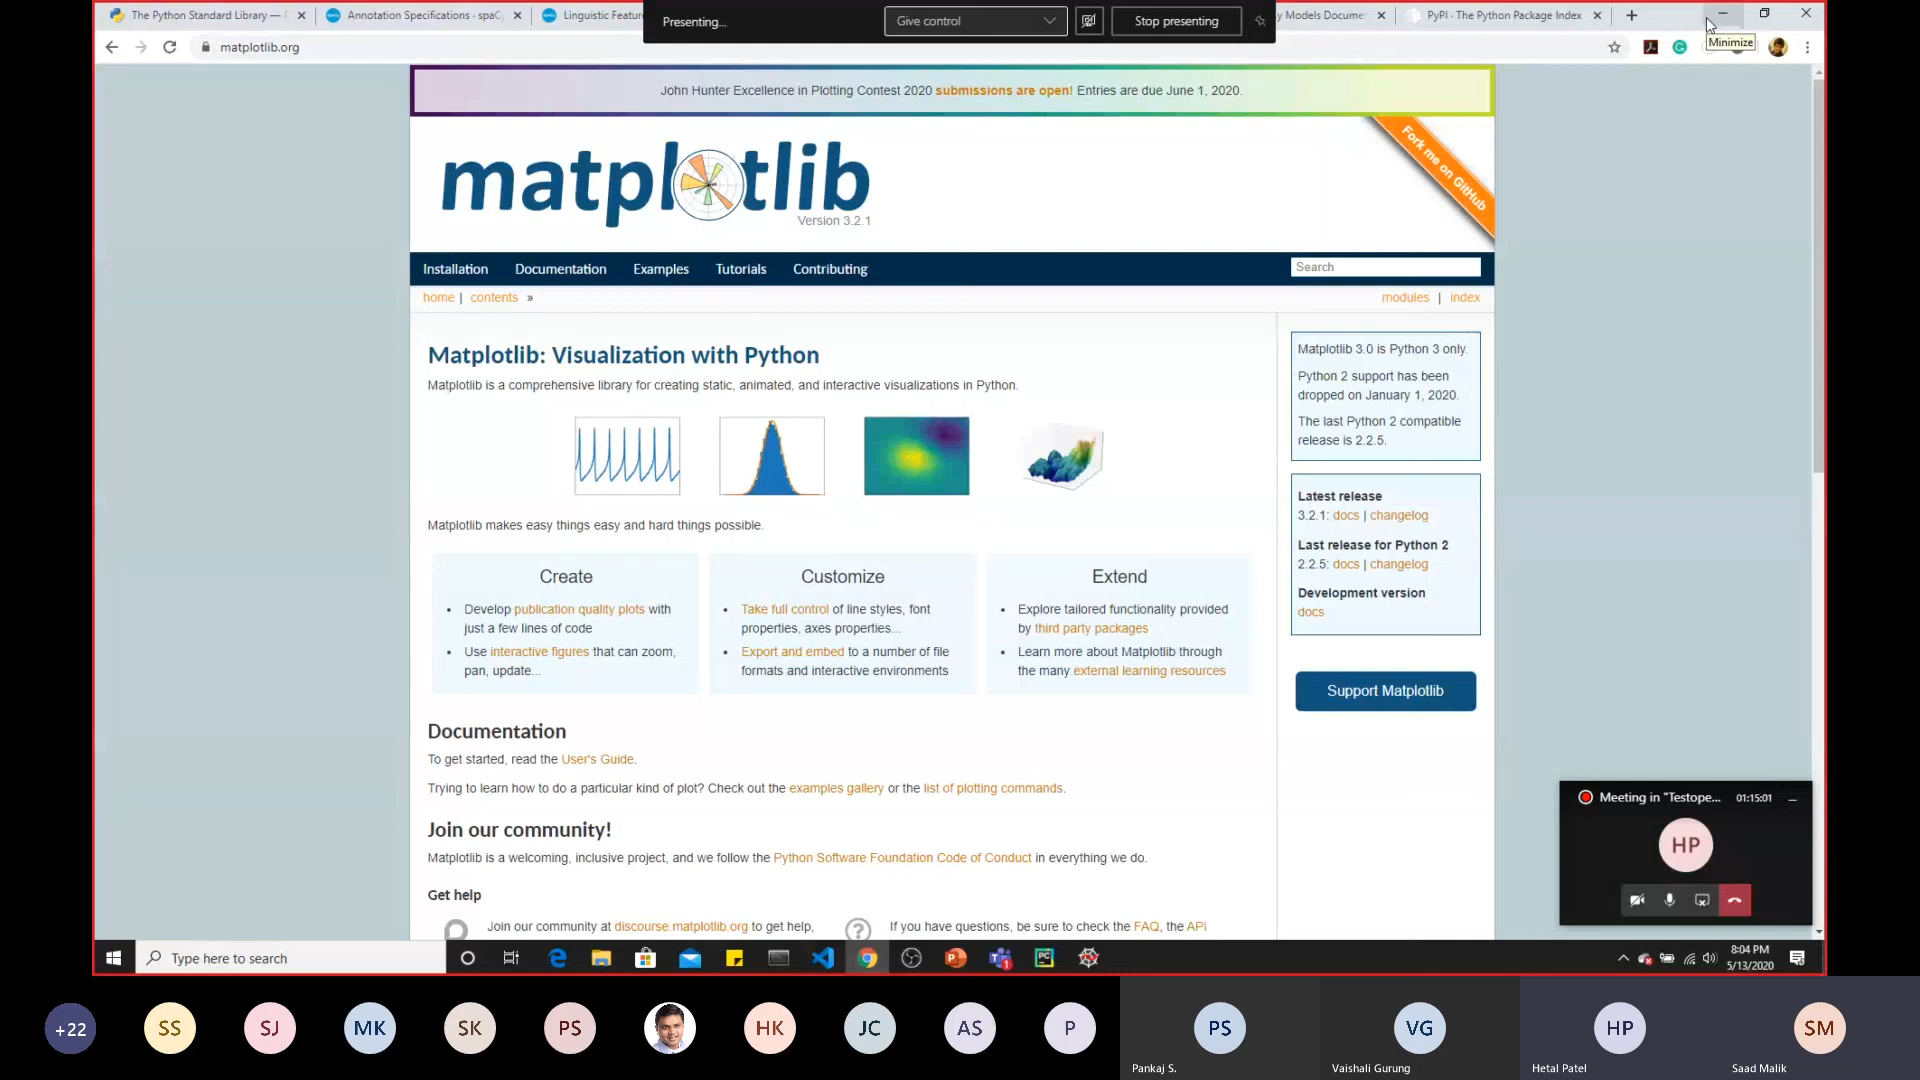 The Python Standard Library —
Annotation Specifications · spaC
Linguistic Featur
Presenting...
Give control
Stop presenting
y Models Docume
PyPI · The Python Package Index
matplotlib.org
Minimize
John Hunter Excellence in Plotting Contest 2020 submissions are open! Entries are due June 1, 2020.
matplotlib
Version 3.2.1
Fork me on GitHub
Installation
Documentation
Examples
Tutorials
Contributing
Search
home | contents »
modules | index
Matplotlib: Visualization with Python
Matplotlib is a comprehensive library for creating static, animated, and interactive visualizations in Python.
Matplotlib makes easy things easy and hard things possible.
Create
Develop publication quality plots with
just a few lines of code
Use interactive figures that can zoom,
pan, update...
Customize
Take full control of line styles, font
properties, axes properties...
Export and embed to a number of file
formats and interactive environments
Extend
Explore tailored functionality provided
by third party packages
Learn more about Matplotlib through
the many external learning resources
Documentation
To get started, read the User's Guide.
Trying to learn how to do a particular kind of plot? Check out the examples gallery or the list of plotting commands.
Join our community!
Matplotlib is a welcoming, inclusive project, and we follow the Python Software Foundation Code of Conduct in everything we do.
Get help
Join our community at discourse.matplotlib.org to get help,
If you have questions, be sure to check the FAQ, the API
Matplotlib 3.0 is Python 3 only.
Python 2 support has been
dropped on January 1, 2020.
The last Python 2 compatible
release is 2.2.5.
Latest release
3.2.1: docs | changelog
Last release for Python 2
2.2.5: docs | changelog
Development version
docs
Support Matplotlib
Meeting in "Testope...
01:15:01
HP
Type here to search
8:04 PM
5/13/2020
+22
SS
SJ
MK
SK
PS
HK
JC
AS
P
PS
Pankaj S.
VG
Vaishali Gurung
HP
Hetal Patel
SM
Saad Malik